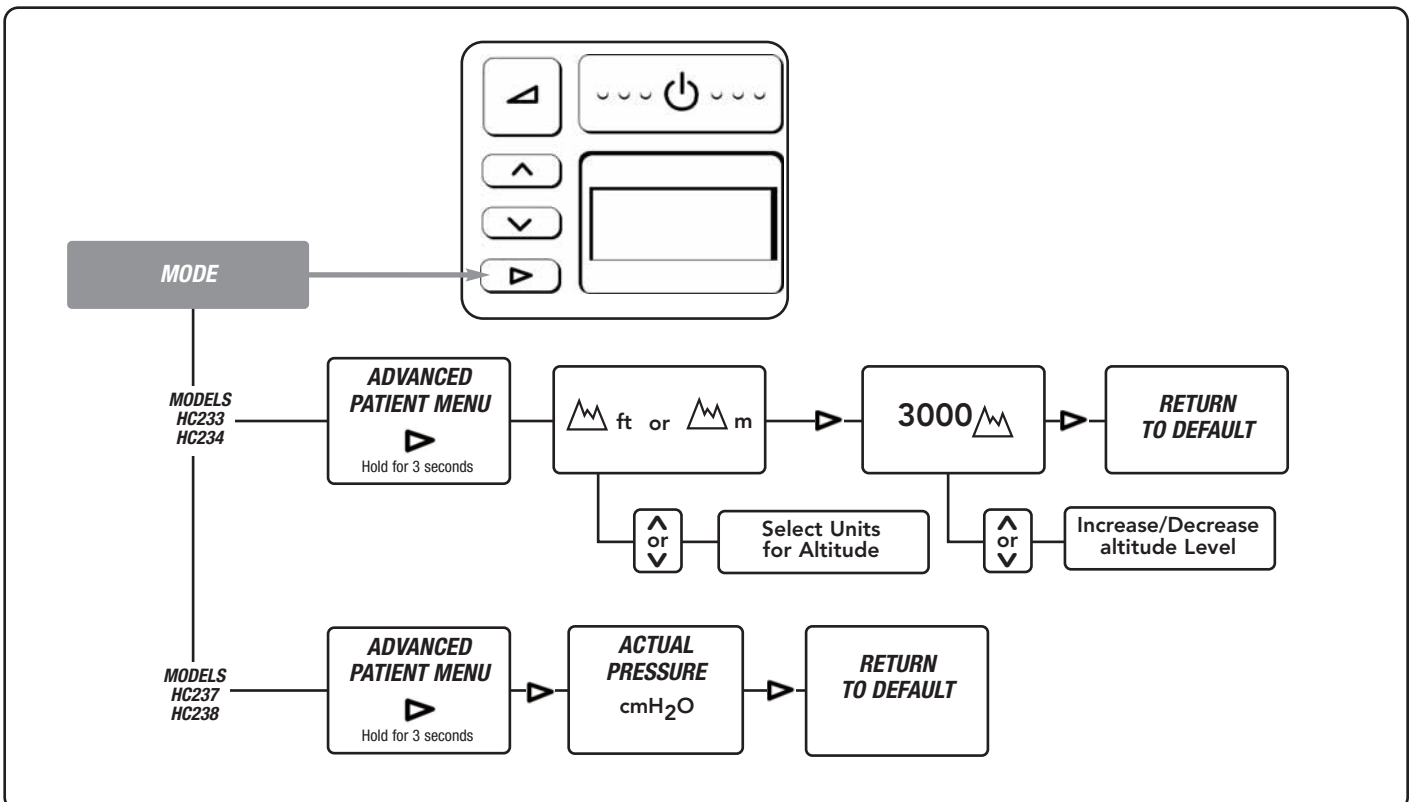 MODE
MODELS
HC233
HC234
ADVANCED
PATIENT MENU
Hold for 3 seconds
ft or m
3000
RETURN
TO DEFAULT
or
Select Units
for Altitude
or
Increase/Decrease
altitude Level
MODELS
HC237
HC238
ADVANCED
PATIENT MENU
Hold for 3 seconds
ACTUAL
PRESSURE
cmH₂O
RETURN
TO DEFAULT